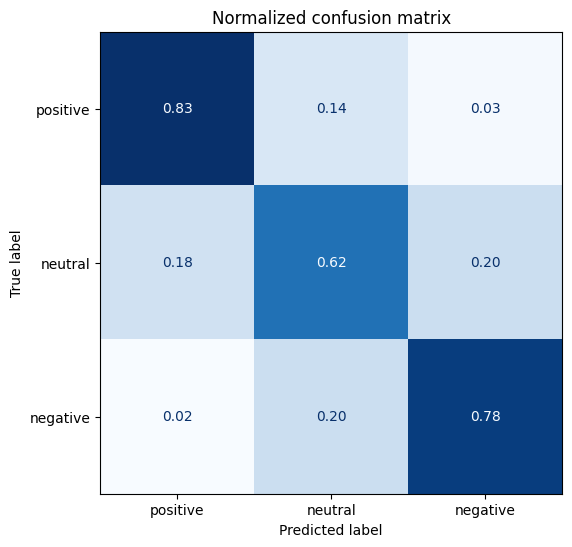 Normalized confusion matrix
positive 0.83 0.14 0.03
neutral 0.18 0.62 0.20
negative 0.02 0.20 0.78
positive neutral negative
Predicted label
True label